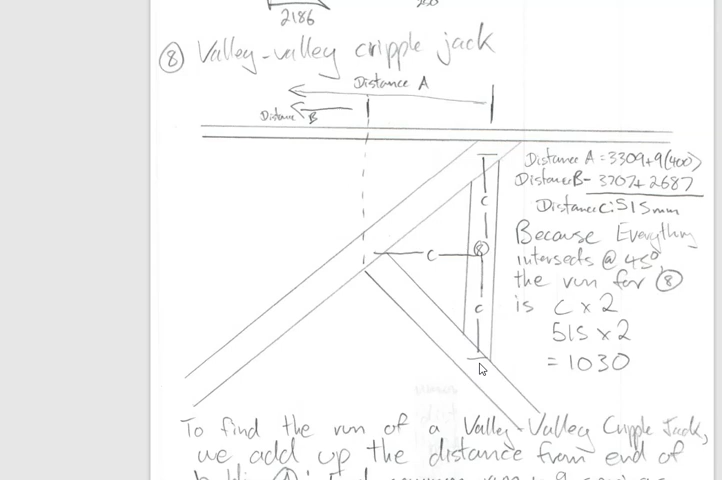 2186
⑧ Valley-valley cripple jack
Distance A
Distance B
Distance A = 3309+9(400)
Distance B - 3707+2687
Distance C: 515mm
C
⑧
C
C
Because Everything
intersects @ 45°,
the run for ⑧
is C x 2
515 x 2
= 1030
To find the run of a Valley-Valley Cripple Jack,
we add up the distance from end of